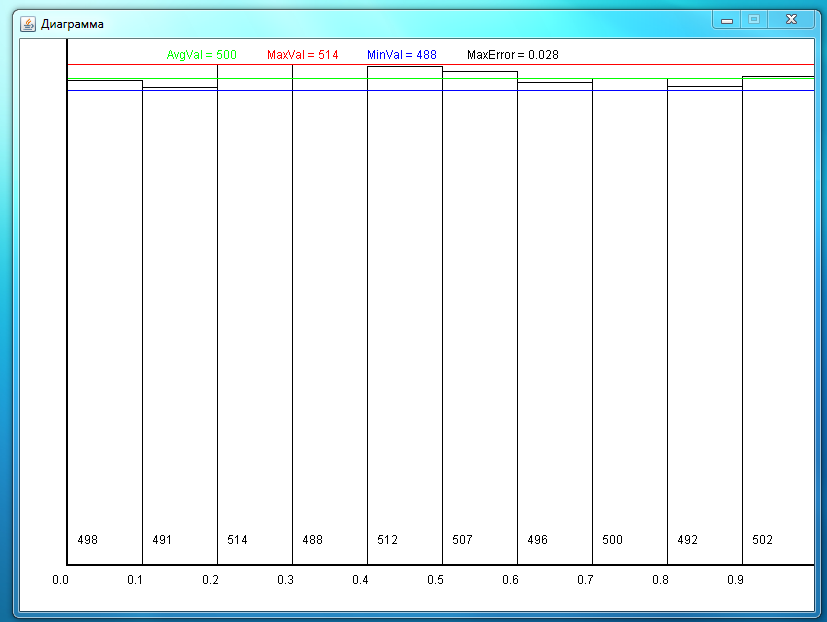 Диаграмма
AvgVal = 500 MaxVal = 514 MinVal = 488 MaxError = 0.028
498 491 514 488 512 507 496 500 492 502
0.0 0.1 0.2 0.3 0.4 0.5 0.6 0.7 0.8 0.9